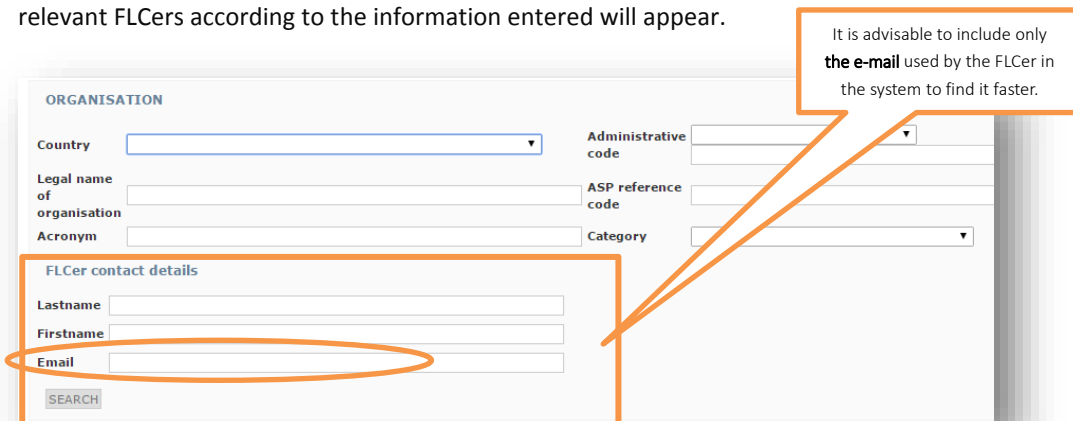 relevant FLCers according to the information entered will appear.
It is advisable to include only
the e-mail used by the FLCer in
the system to find it faster.
ORGANISATION
Country
Administrative
code
Legal name
of
organisation
ASP reference
code
Acronym
Category
FLCer contact details
Lastname
Firstname
Email
SEARCH